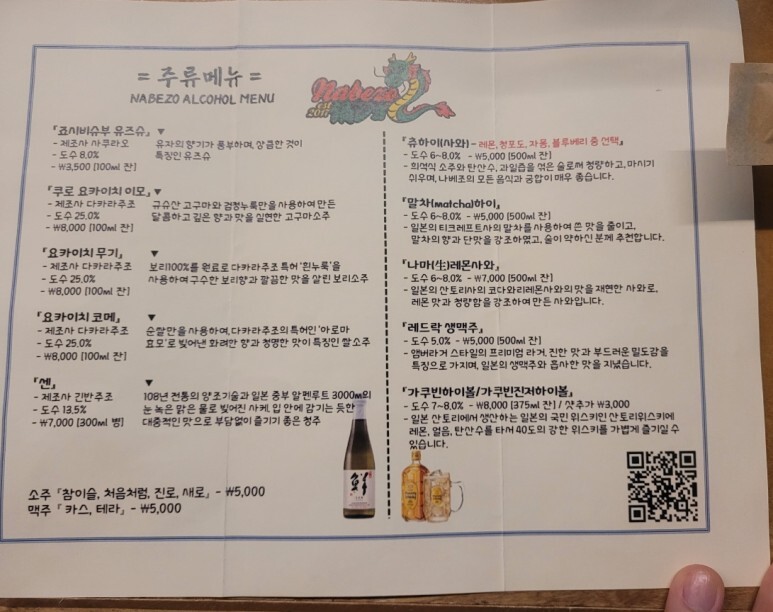 = 주류메뉴 =
NABEZO ALCOHOL MENU
Nabezo
est 2011
『죠시비슈부 유즈슈』 ▼
- 제조사 사쿠라오 유자의 향기가 풍부하며, 상큼한 것이
- 도수 8.0% 특징인 유즈슈
- ₩3,500 [100ml 잔]
『쿠로 요카이치 이모』 ▼
- 제조사 다카라주조 규슈산 고구마와 검정누룩만을 사용하여 만든
- 도수 25.0% 달콤하고 깊은 향과 맛을 실현한 고구마소주
- ₩8,000 [100ml 잔]
『요카이치 무기』 ▼
- 제조사 다카라주조 보리100%를 원료로 다카라주조 특허 '흰누룩'을
- 도수 25.0% 사용하여 구수한 보리향과 깔끔한 맛을 살린 보리소주
- ₩8,000 [100ml 잔]
『요카이치 코메』 ▼
- 제조사 다카라주조 순쌀만을 사용하여, 다카라주조의 특허인 '아로마
- 도수 25.0% 효모'로 빚어낸 화려한 향과 청명한 맛이 특징인 쌀소주
- ₩8,000 [100ml 잔]
『센』 ▼
- 제조사 긴반주조 108년 전통의 양조기술과 일본 중부 알펜루트 3000m의
- 도수 13.5% 눈 녹은 맑은 물로 빚어진 사케, 입 안에 감기는 듯한
- ₩7,000 [300ml 병] 대중적인 맛으로 부담없이 즐기기 좋은 청주
소주 『참이슬, 처음처럼, 진로, 새로』 - ₩5,000
맥주 『카스, 테라』 - ₩5,000
『츄하이(사와) - 레몬, 청포도, 자몽, 블루베리 중 선택』
- 도수 6~8.0% - ₩5,000 [500ml 잔]
- 희석식 소주와 탄산수, 과일즙을 섞은 술로써 청량하고, 마시기
쉬우며, 나베조의 모든 음식과 궁합이 매우 좋습니다.
『말차(matcha)하이』
- 도수 6~8.0% - ₩5,000 [500ml 잔]
- 일본의 티크레프트사의 말차를 사용하여 쓴 맛을 줄이고,
말차의 향과 단맛을 강조하였고, 술이 약하신 분께 추천합니다.
『나마(生)레몬사와』
- 도수 6~8.0% - ₩7,000 [500ml 잔]
- 일본의 산토리사의 코다와리레몬사와의 맛을 재현한 사와로,
레몬 맛과 청량함을 강조하여 만든 사와입니다.
『레드락 생맥주』
- 도수 5.0% - ₩5,000 [500ml 잔]
- 앰버라거 스타일의 프리미엄 라거. 진한 맛과 부드러운 밀도감을
특징으로 가지며, 일본의 생맥주와 흡사한 맛을 지녔습니다.
『가쿠빈하이볼/가쿠빈진저하이볼』
- 도수 7~8.0% - ₩8,000 [375ml 잔] / 샷추가 ₩3,000
- 일본 산토리에서 생산하는 일본의 국민 위스키인 산토리위스키에
레몬, 얼음, 탄산수를 타서 40도의 강한 위스키를 가볍게 즐기실 수
있습니다.